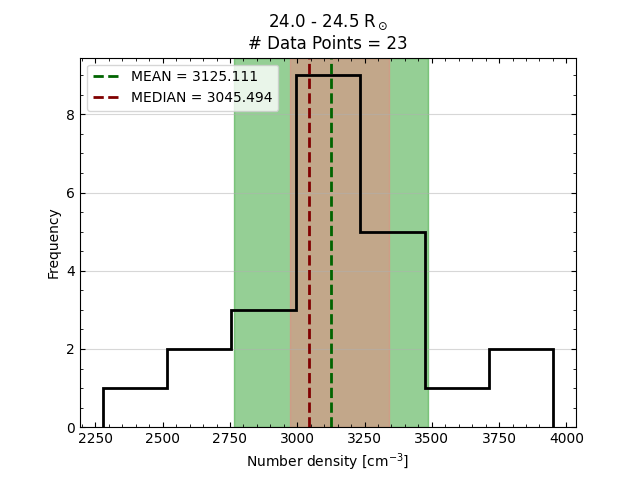 24.0 - 24.5 R⊙
# Data Points = 23
MEAN = 3125.111
MEDIAN = 3045.494
8
6
4
2
0
Frequency
2250 2500 2750 3000 3250 3500 3750 4000
Number density [cm⁻³]